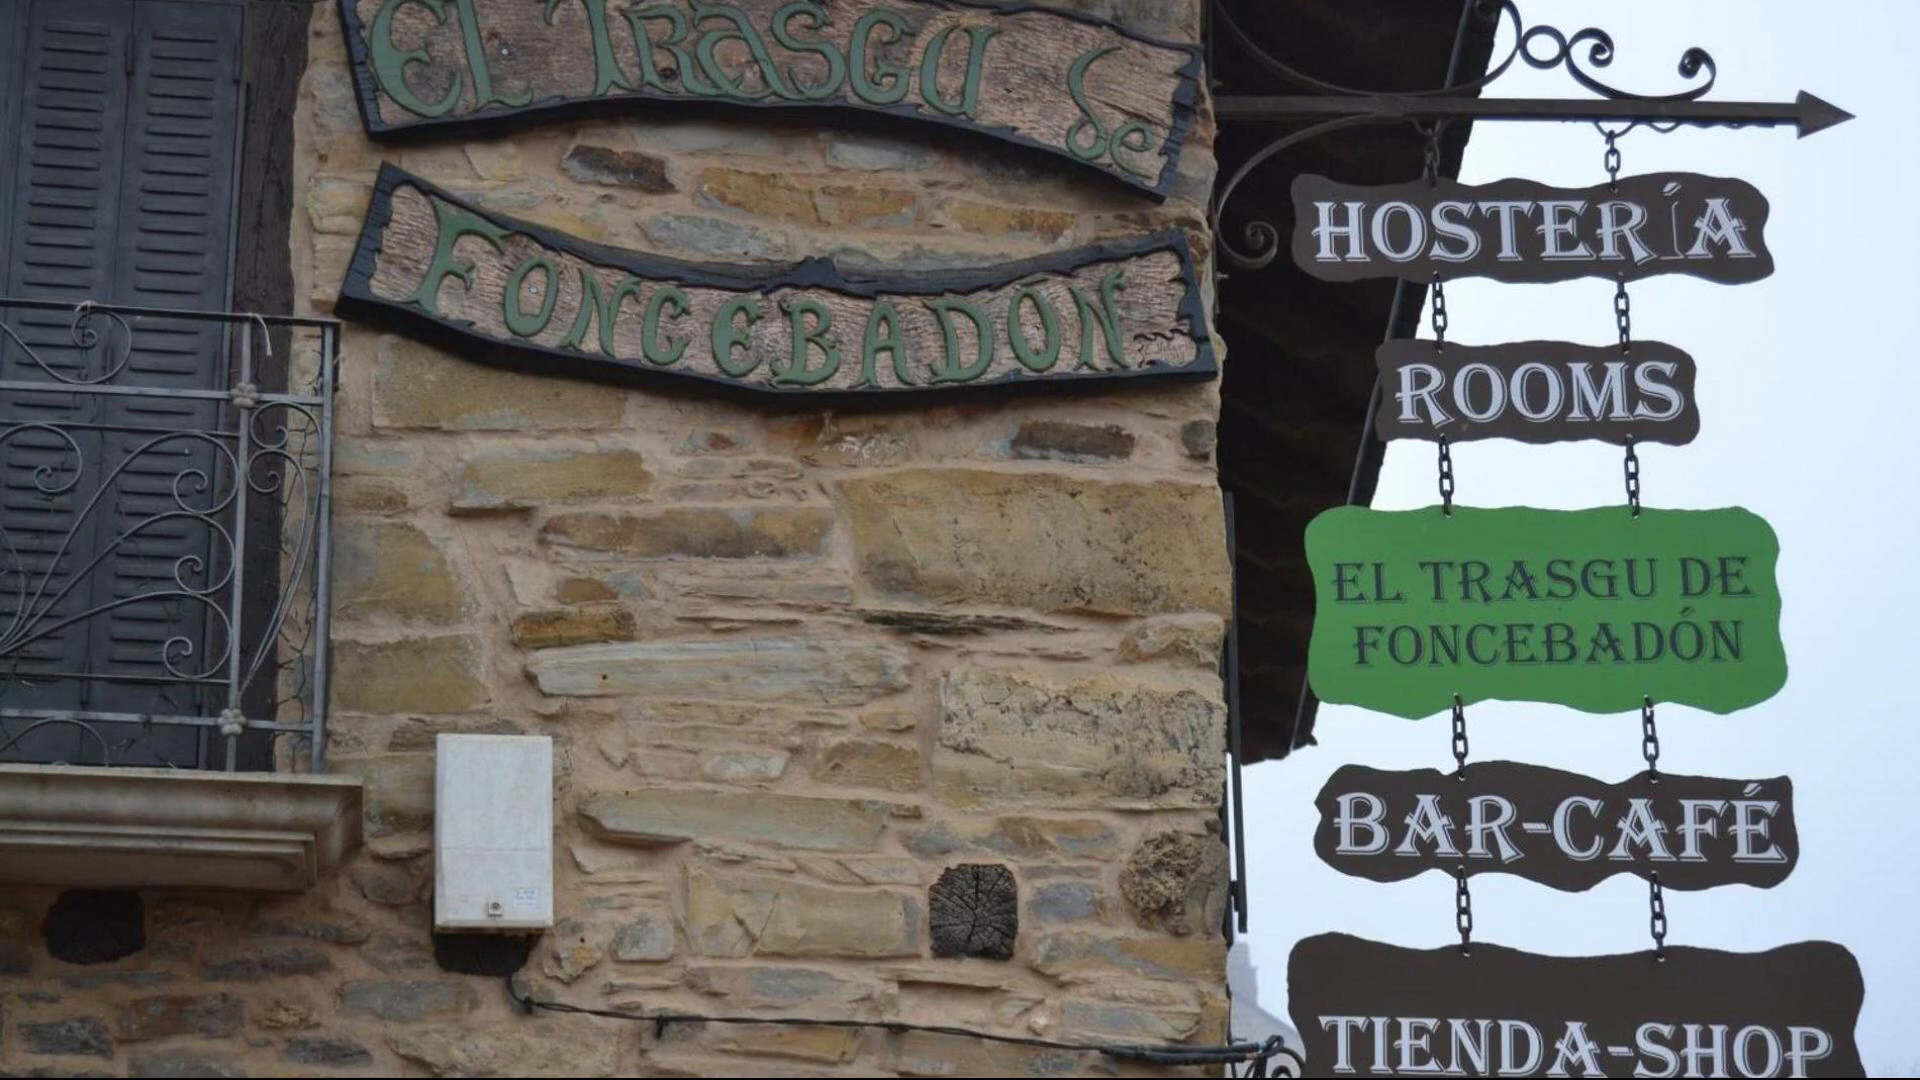 El Trasgu de
Foncebadón
HOSTERÍA
ROOMS
EL TRASGU DE
FONCEBADÓN
BAR-CAFÉ
TIENDA-SHOP